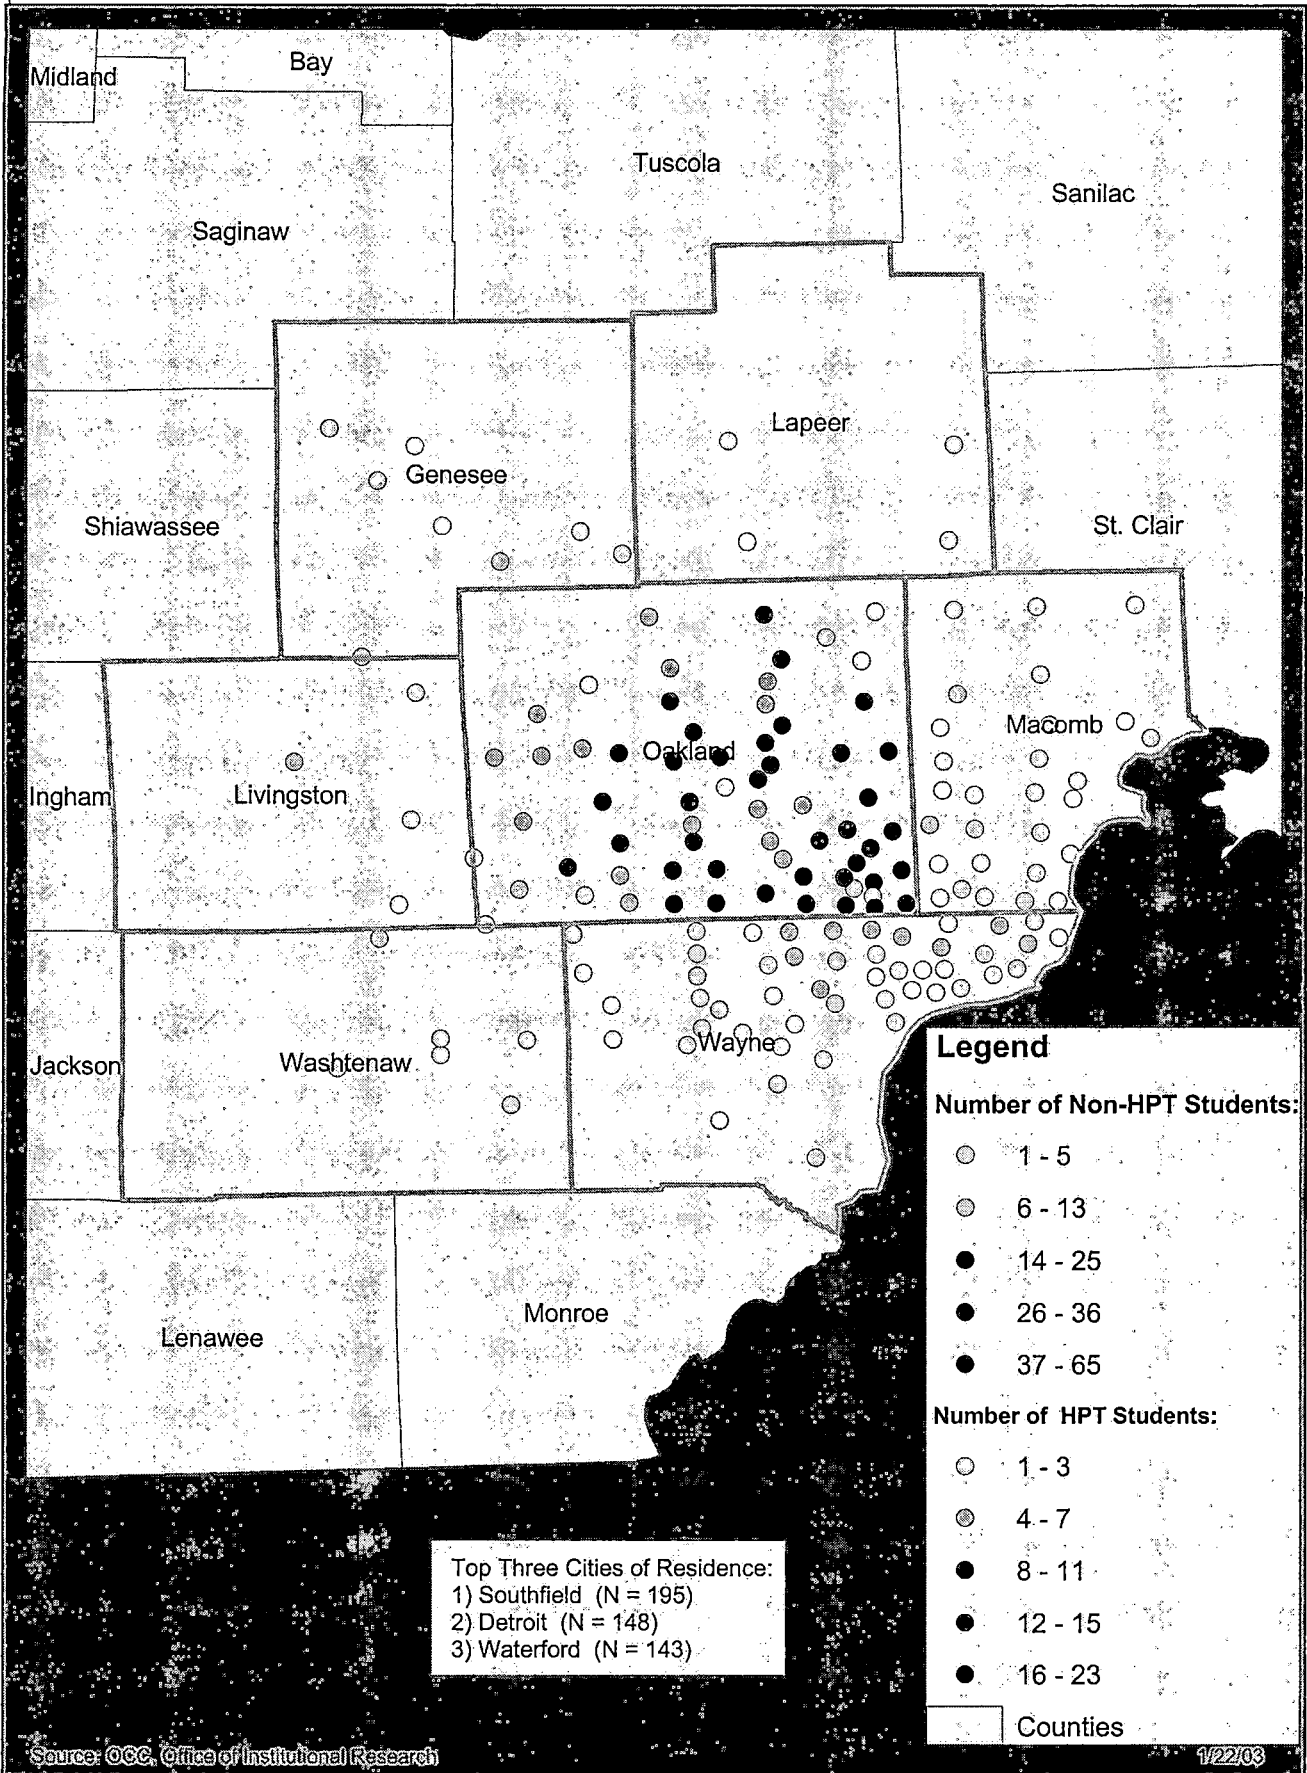 Midland
Bay
Tuscola
Sanilac
Saginaw
Lapeer
Genesee
Shiawassee
St. Clair
Macomb
Oakland
Ingham
Livingston
Jackson
Washtenaw
Wayne
Monroe
Lenawee
Legend
Number of Non-HPT Students:
1 - 5
6 - 13
14 - 25
26 - 36
37 - 65
Number of HPT Students:
1 - 3
4 - 7
8 - 11
12 - 15
16 - 23
Counties
Top Three Cities of Residence:
1) Southfield (N = 195)
2) Detroit (N = 148)
3) Waterford (N = 143)
Source: OCC, Office of Institutional Research
1/22/03